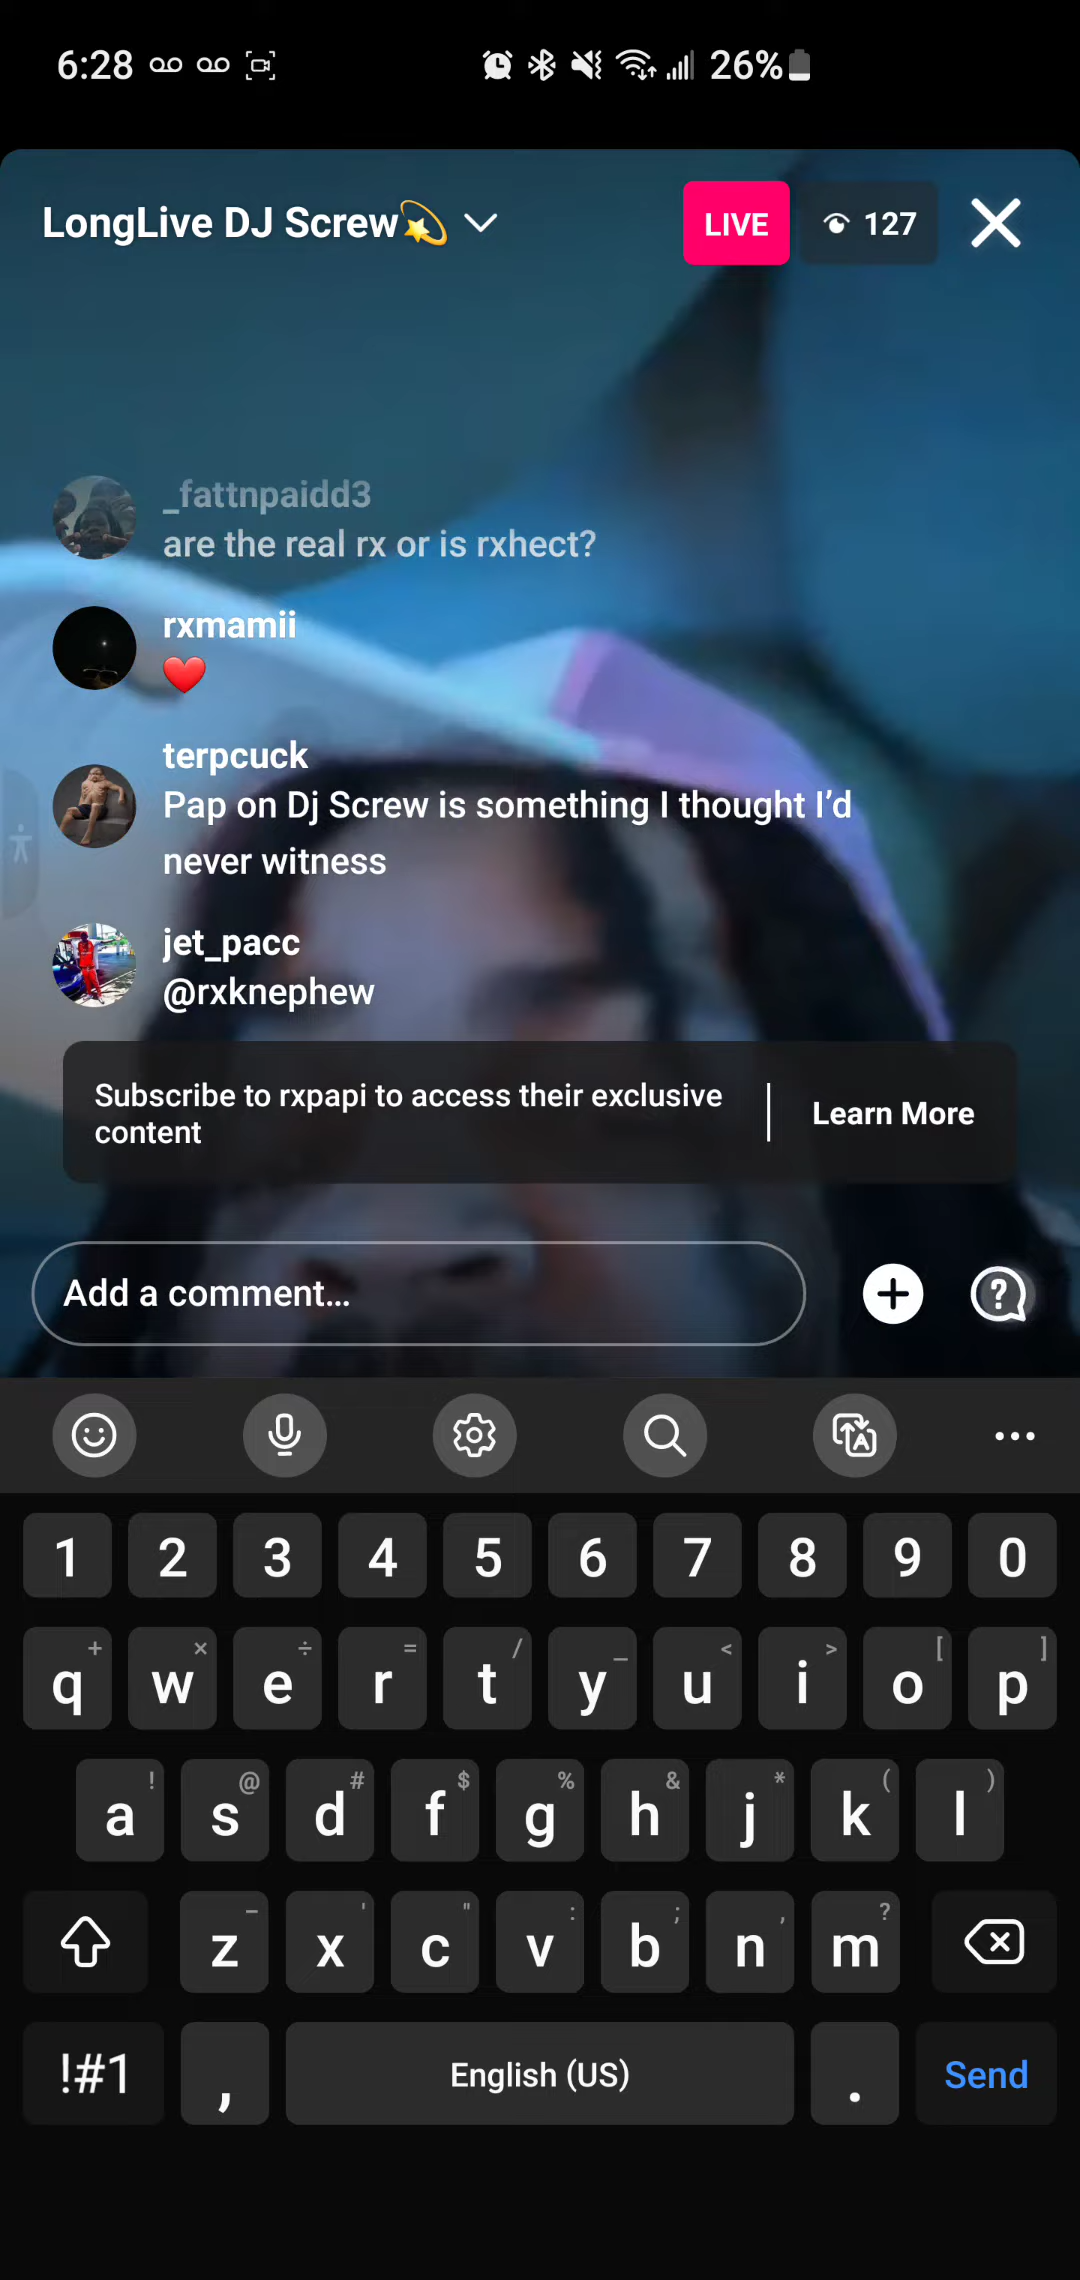 6:28 26%
LongLive DJ Screw💫
LIVE 127
_fattnpaidd3
are the real rx or is rxhect?
rxmamii
❤️
terpcuck
Pap on Dj Screw is something I thought I’d
never witness
jet_pacc
@rxknephew
Subscribe to rxpapi to access their exclusive
content
Learn More
Add a comment...
1 2 3 4 5 6 7 8 9 0
+ × ÷ = / _ < > [ ]
q w e r t y u i o p
! @ # $ % & * ( )
a s d f g h j k l
- ' " : ; , ?
z x c v b n m
!#1 , English (US) . Send